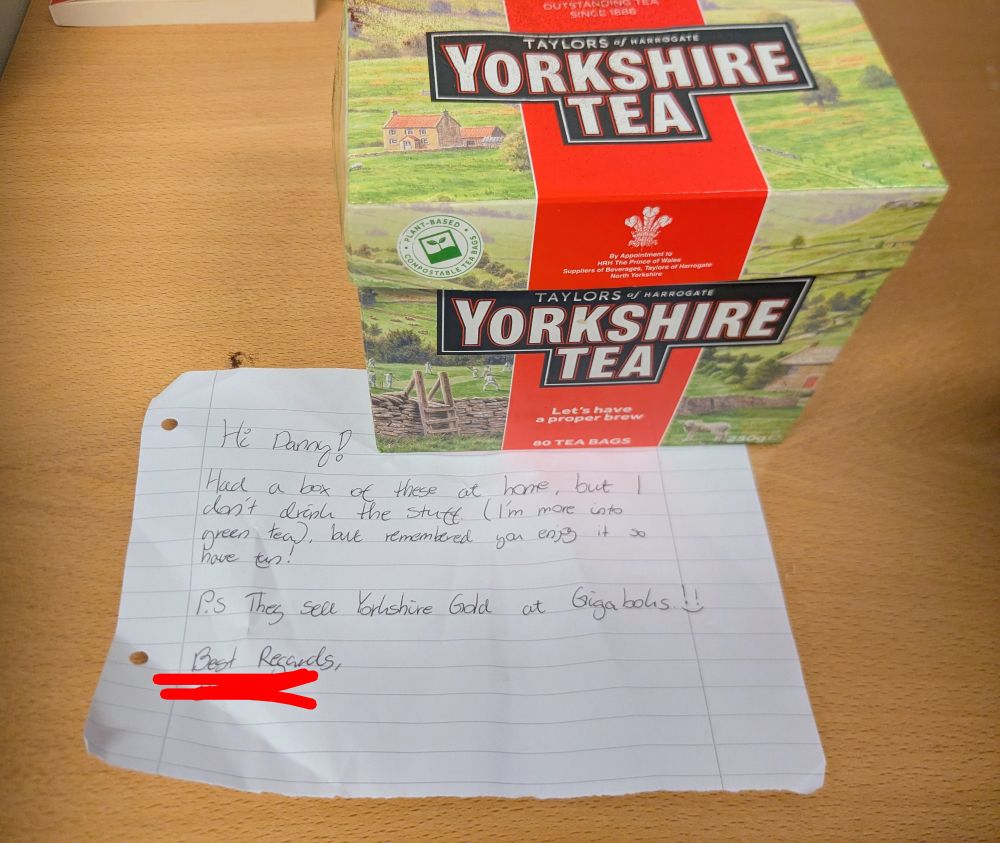 OUTSTANDING TEA
SINCE 1886
TAYLORS of HARROGATE
YORKSHIRE
TEA
PLANT-BASED
COMPOSTABLE TEA BAGS
By Appointment to
HRH The Prince of Wales
Suppliers of Beverages, Taylors of Harrogate
North Yorkshire
TAYLORS of HARROGATE
YORKSHIRE
TEA
Let's have
a proper brew
80 TEA BAGS
250g
Hi Danny!
Had a box of these at home, but I
don't drink the stuff (I'm more into
green tea), but remembered you enjoy it so
have fun!
P.S They sell Yorkshire Gold at Gigaboks!!
Best Regards,